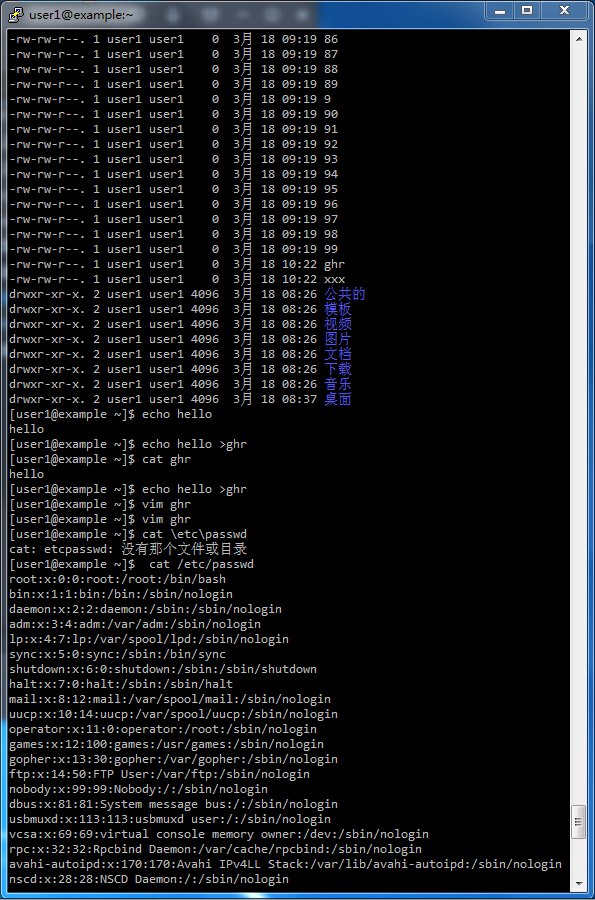 user1@example:~
-rw-rw-r--. 1 user1 user1    0  3月 18 09:19 86
-rw-rw-r--. 1 user1 user1    0  3月 18 09:19 87
-rw-rw-r--. 1 user1 user1    0  3月 18 09:19 88
-rw-rw-r--. 1 user1 user1    0  3月 18 09:19 89
-rw-rw-r--. 1 user1 user1    0  3月 18 09:19 9
-rw-rw-r--. 1 user1 user1    0  3月 18 09:19 90
-rw-rw-r--. 1 user1 user1    0  3月 18 09:19 91
-rw-rw-r--. 1 user1 user1    0  3月 18 09:19 92
-rw-rw-r--. 1 user1 user1    0  3月 18 09:19 93
-rw-rw-r--. 1 user1 user1    0  3月 18 09:19 94
-rw-rw-r--. 1 user1 user1    0  3月 18 09:19 95
-rw-rw-r--. 1 user1 user1    0  3月 18 09:19 96
-rw-rw-r--. 1 user1 user1    0  3月 18 09:19 97
-rw-rw-r--. 1 user1 user1    0  3月 18 09:19 98
-rw-rw-r--. 1 user1 user1    0  3月 18 09:19 99
-rw-rw-r--. 1 user1 user1    0  3月 18 10:22 ghr
-rw-rw-r--. 1 user1 user1    0  3月 18 10:22 xxx
drwxr-xr-x. 2 user1 user1 4096  3月 18 08:26 公共的
drwxr-xr-x. 2 user1 user1 4096  3月 18 08:26 模板
drwxr-xr-x. 2 user1 user1 4096  3月 18 08:26 视频
drwxr-xr-x. 2 user1 user1 4096  3月 18 08:26 图片
drwxr-xr-x. 2 user1 user1 4096  3月 18 08:26 文档
drwxr-xr-x. 2 user1 user1 4096  3月 18 08:26 下载
drwxr-xr-x. 2 user1 user1 4096  3月 18 08:26 音乐
drwxr-xr-x. 2 user1 user1 4096  3月 18 08:37 桌面
[user1@example ~]$ echo hello
hello
[user1@example ~]$ echo hello >ghr
[user1@example ~]$ cat ghr
hello
[user1@example ~]$ echo hello >ghr
[user1@example ~]$ vim ghr
[user1@example ~]$ vim ghr
[user1@example ~]$ cat \etc\passwd
cat: etcpasswd: 没有那个文件或目录
[user1@example ~]$  cat /etc/passwd
root:x:0:0:root:/root:/bin/bash
bin:x:1:1:bin:/bin:/sbin/nologin
daemon:x:2:2:daemon:/sbin:/sbin/nologin
adm:x:3:4:adm:/var/adm:/sbin/nologin
lp:x:4:7:lp:/var/spool/lpd:/sbin/nologin
sync:x:5:0:sync:/sbin:/bin/sync
shutdown:x:6:0:shutdown:/sbin:/sbin/shutdown
halt:x:7:0:halt:/sbin:/sbin/halt
mail:x:8:12:mail:/var/spool/mail:/sbin/nologin
uucp:x:10:14:uucp:/var/spool/uucp:/sbin/nologin
operator:x:11:0:operator:/root:/sbin/nologin
games:x:12:100:games:/usr/games:/sbin/nologin
gopher:x:13:30:gopher:/var/gopher:/sbin/nologin
ftp:x:14:50:FTP User:/var/ftp:/sbin/nologin
nobody:x:99:99:Nobody:/:/sbin/nologin
dbus:x:81:81:System message bus:/:/sbin/nologin
usbmuxd:x:113:113:usbmuxd user:/:/sbin/nologin
vcsa:x:69:69:virtual console memory owner:/dev:/sbin/nologin
rpc:x:32:32:Rpcbind Daemon:/var/cache/rpcbind:/sbin/nologin
avahi-autoipd:x:170:170:Avahi IPv4LL Stack:/var/lib/avahi-autoipd:/sbin/nologin
nscd:x:28:28:NSCD Daemon:/:/sbin/nologin